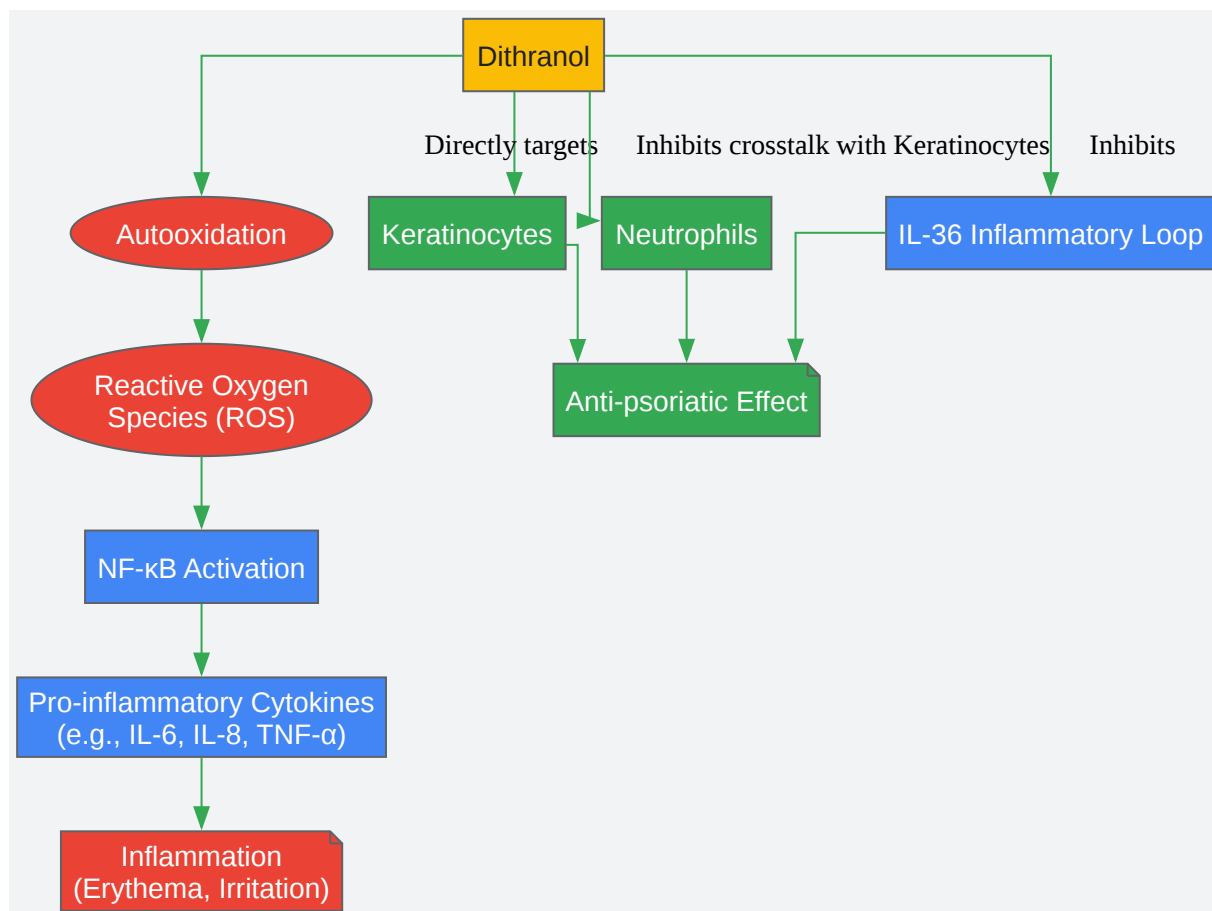 Dithranol
Directly targets
Inhibits crosstalk with Keratinocytes
Inhibits
Autooxidation
Keratinocytes
Neutrophils
IL-36 Inflammatory Loop
Reactive Oxygen
Species (ROS)
Anti-psoriatic Effect
NF-κB Activation
Pro-inflammatory Cytokines
(e.g., IL-6, IL-8, TNF-α)
Inflammation
(Erythema, Irritation)